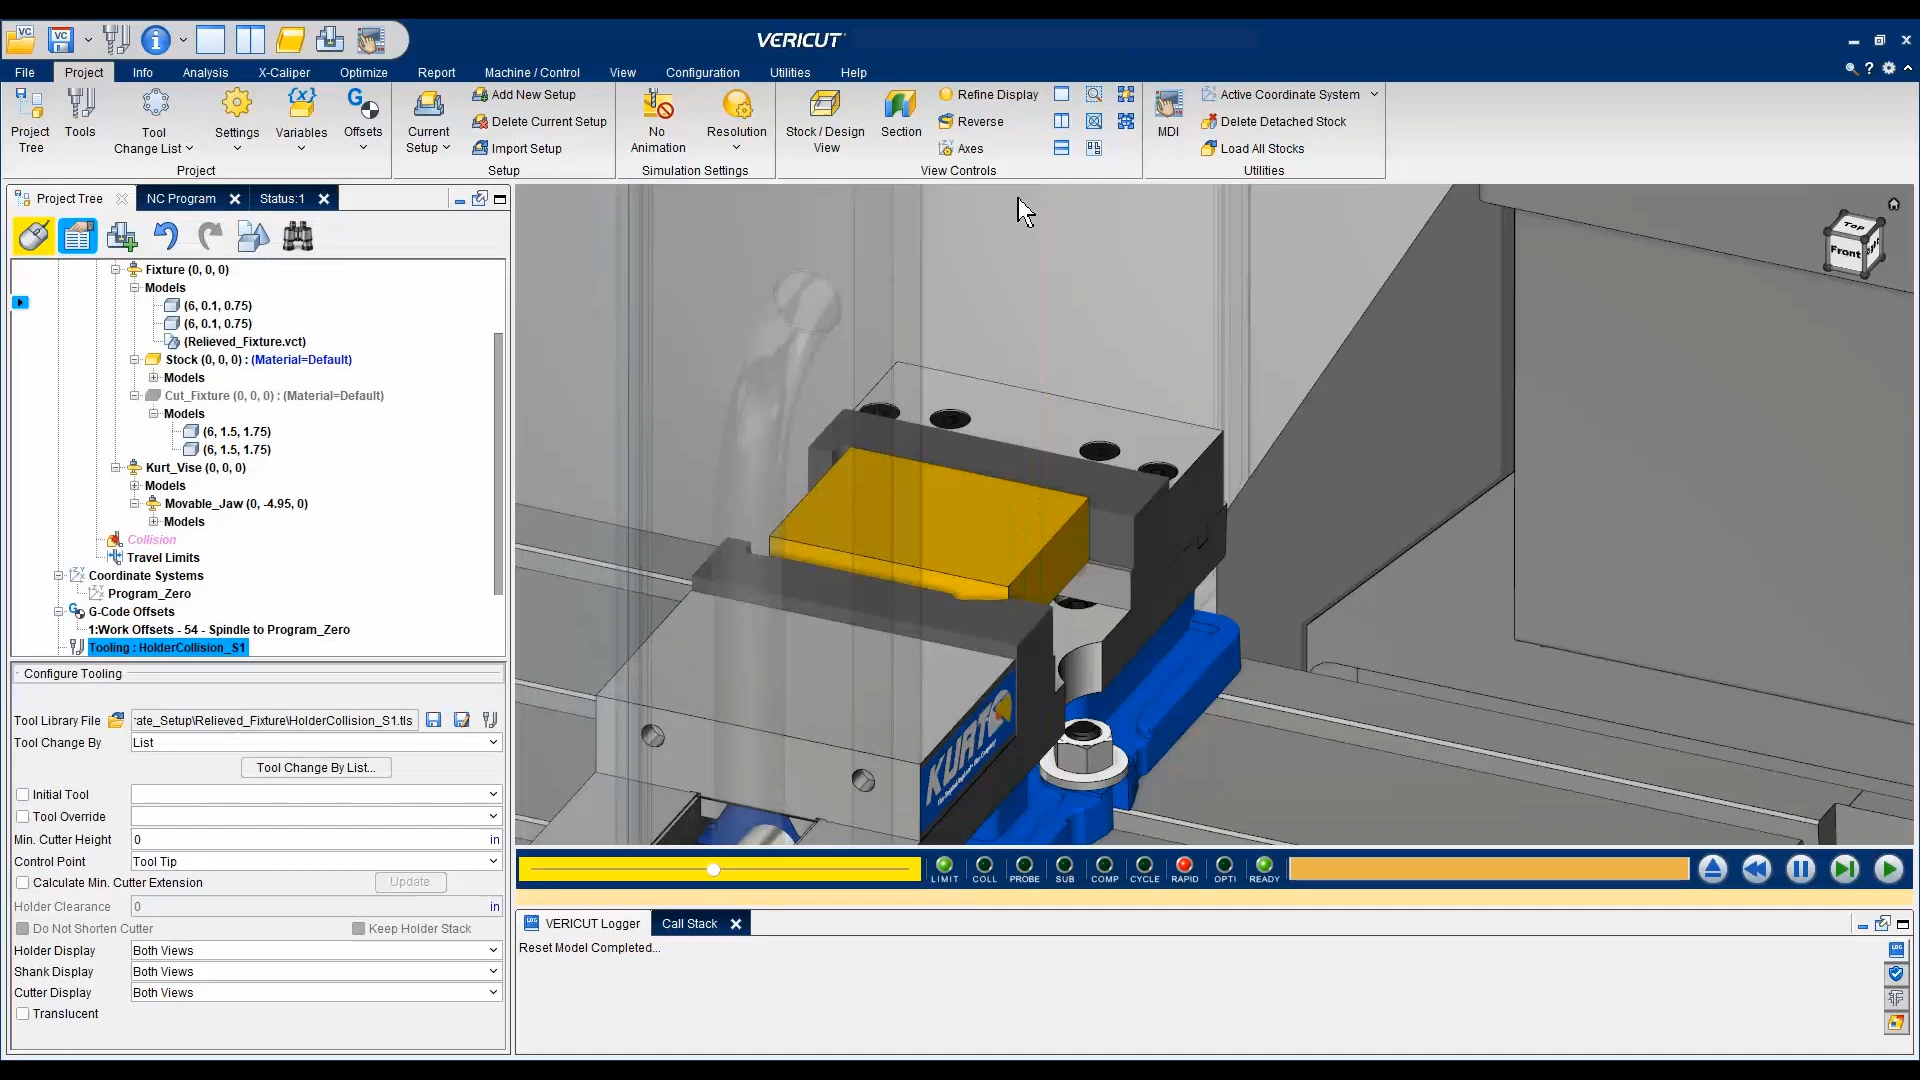 VC
VC
VERICUT
File
Project
Info
Analysis
X-Caliper
Optimize
Report
Machine / Control
View
Configuration
Utilities
Help
Project
Tree
Tools
Tool
Change List
Settings
Variables
Offsets
Project
Current
Setup
Add New Setup
Delete Current Setup
Import Setup
Setup
No
Animation
Resolution
Simulation Settings
Stock / Design
View
Section
Refine Display
Reverse
Axes
View Controls
MDI
Active Coordinate System
Delete Detached Stock
Load All Stocks
Utilities
Project Tree
NC Program
Status:1
Fixture (0, 0, 0)
Models
(6, 0.1, 0.75)
(6, 0.1, 0.75)
(Relieved_Fixture.vct)
Stock (0, 0, 0) : (Material=Default)
Models
Cut_Fixture (0, 0, 0) : (Material=Default)
Models
(6, 1.5, 1.75)
(6, 1.5, 1.75)
Kurt_Vise (0, 0, 0)
Models
Movable_Jaw (0, -4.95, 0)
Models
Collision
Travel Limits
Coordinate Systems
Program_Zero
G-Code Offsets
1:Work Offsets - 54 - Spindle to Program_Zero
Tooling : HolderCollision_S1
Configure Tooling
Tool Library File
ate_Setup\Relieved_Fixture\HolderCollision_S1.tls
Tool Change By
List
Tool Change By List...
Initial Tool
Tool Override
Min. Cutter Height
0
in
Control Point
Tool Tip
Calculate Min. Cutter Extension
Update
Holder Clearance
0
in
Do Not Shorten Cutter
Keep Holder Stack
Holder Display
Both Views
Shank Display
Both Views
Cutter Display
Both Views
Translucent
Top
Front
KURT
LIMIT
COLL
PROBE
SUB
COMP
CYCLE
RAPID
OPTI
READY
VERICUT Logger
Call Stack
Reset Model Completed...
LOG